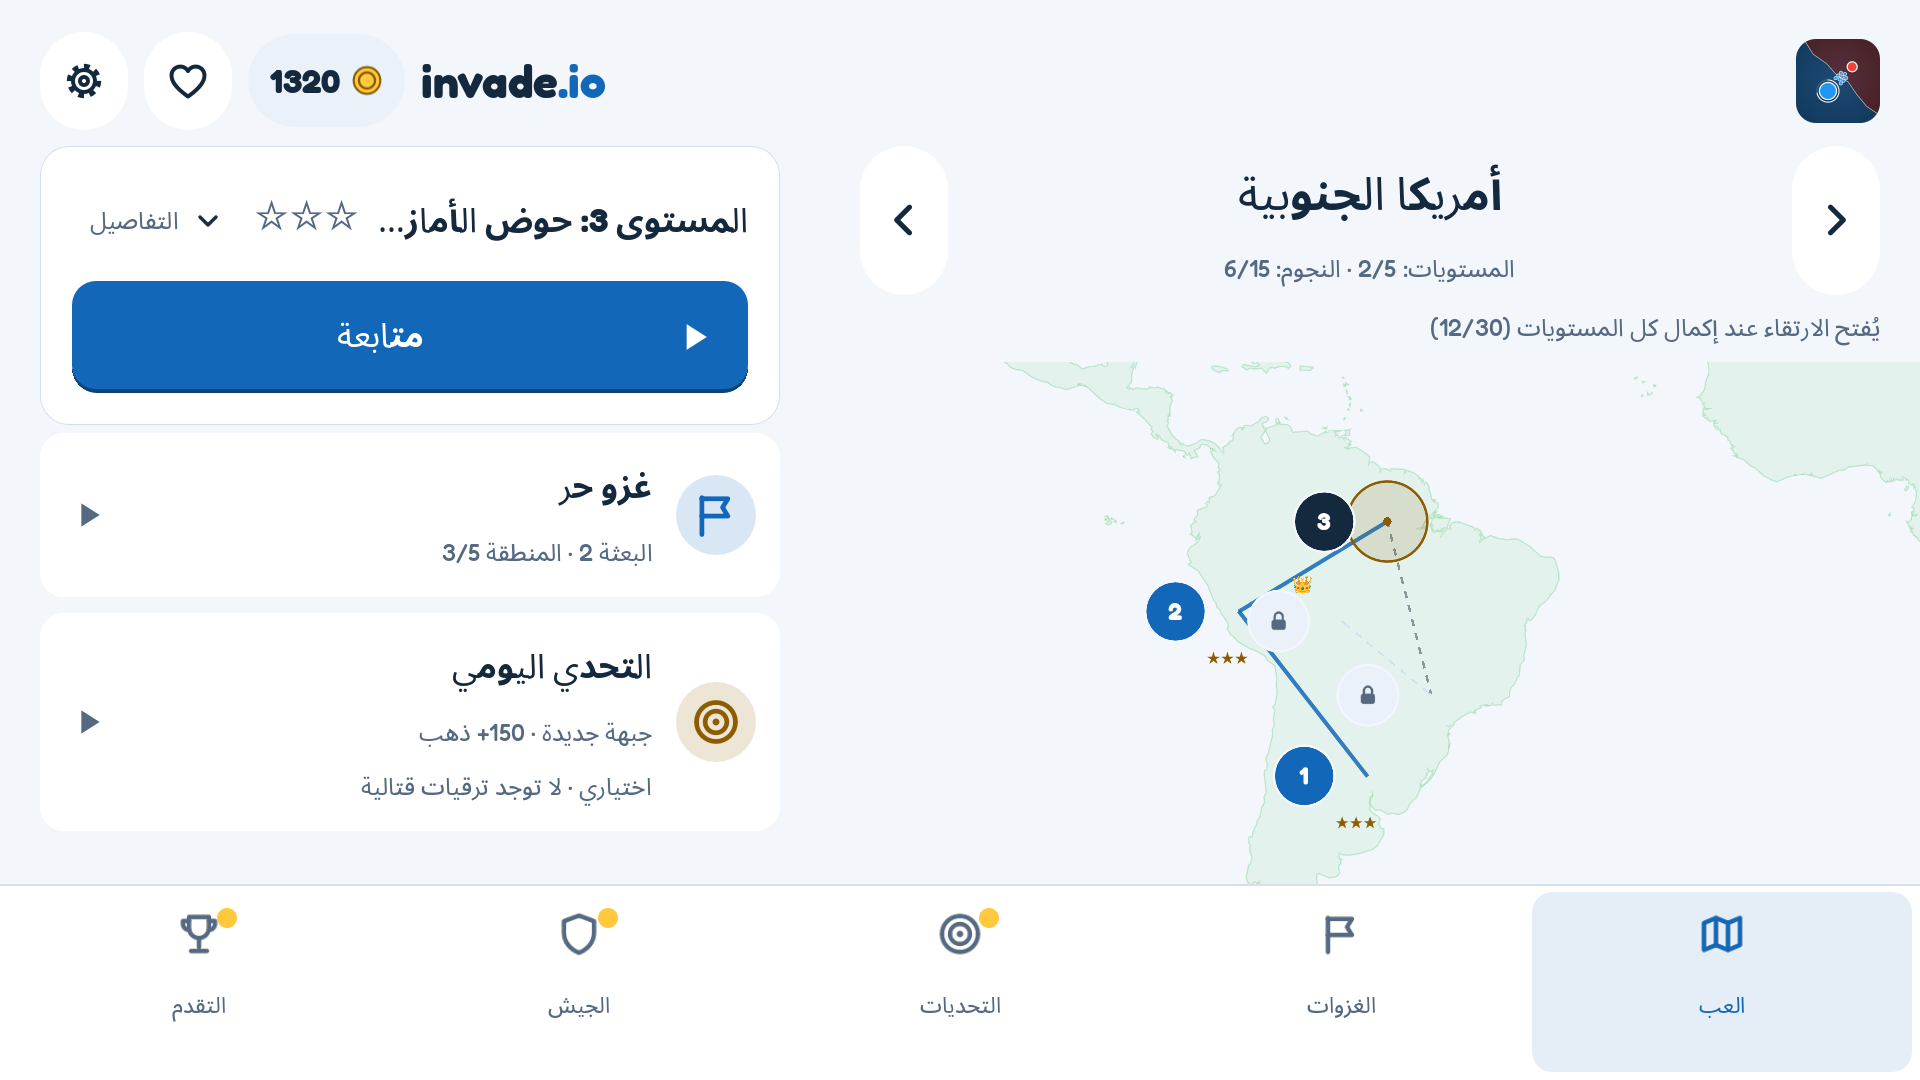 invade.io
1320
أمريكا الجنوبية
المستويات: 2/5 · النجوم: 6/15
يُفتح الارتقاء عند إكمال كل المستويات (12/30)
3
2
★★★
1
★★★
المستوى 3: حوض الأماز...
☆☆☆
التفاصيل
متابعة
غزو حر
البعثة 2 · المنطقة 3/5
التحدي اليومي
جبهة جديدة · 150+ ذهب
اختياري · لا توجد ترقيات قتالية
العب
الغزوات
التحديات
الجيش
التقدم